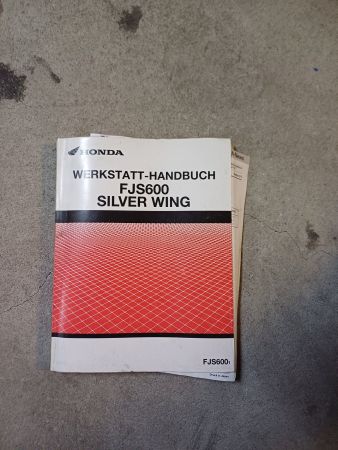 HONDA
WERKSTATT-HANDBUCH
FJS600
SILVER WING
FJS600